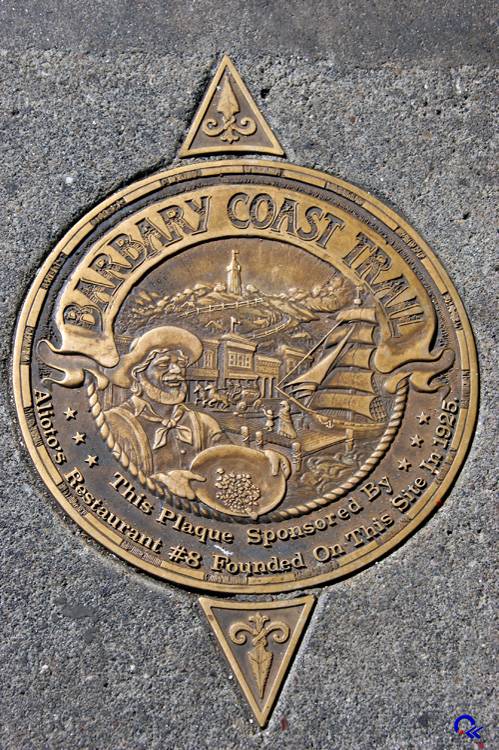 BARBARY COAST TRAIL
This Plaque Sponsored By
Alioto's Restaurant #8 Founded On This Site In 1925.